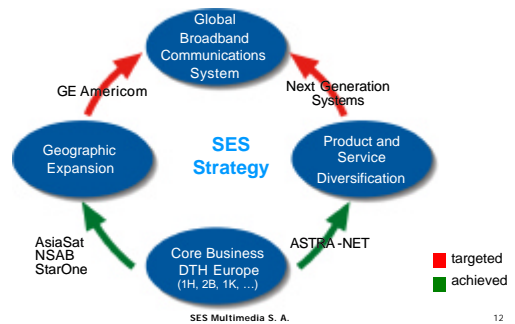 Global
Broadband
Communications
System
GE Americom
Next Generation
Systems
Geographic
Expansion
SES
Strategy
Product and
Service
Diversification
AsiaSat
NSAB
StarOne
Core Business
DTH Europe
(1H, 2B, 1K, ...)
ASTRA-NET
targeted
achieved
SES Multimedia S. A.
12